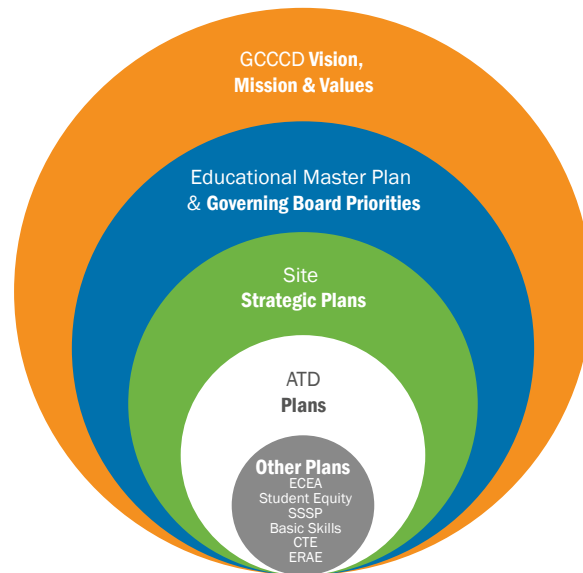 GCCCD Vision,
Mission & Values
Educational Master Plan
& Governing Board Priorities
Site
Strategic Plans
ATD
Plans
Other Plans
ECEA
Student Equity
SSSP
Basic Skills
CTE
ERAE